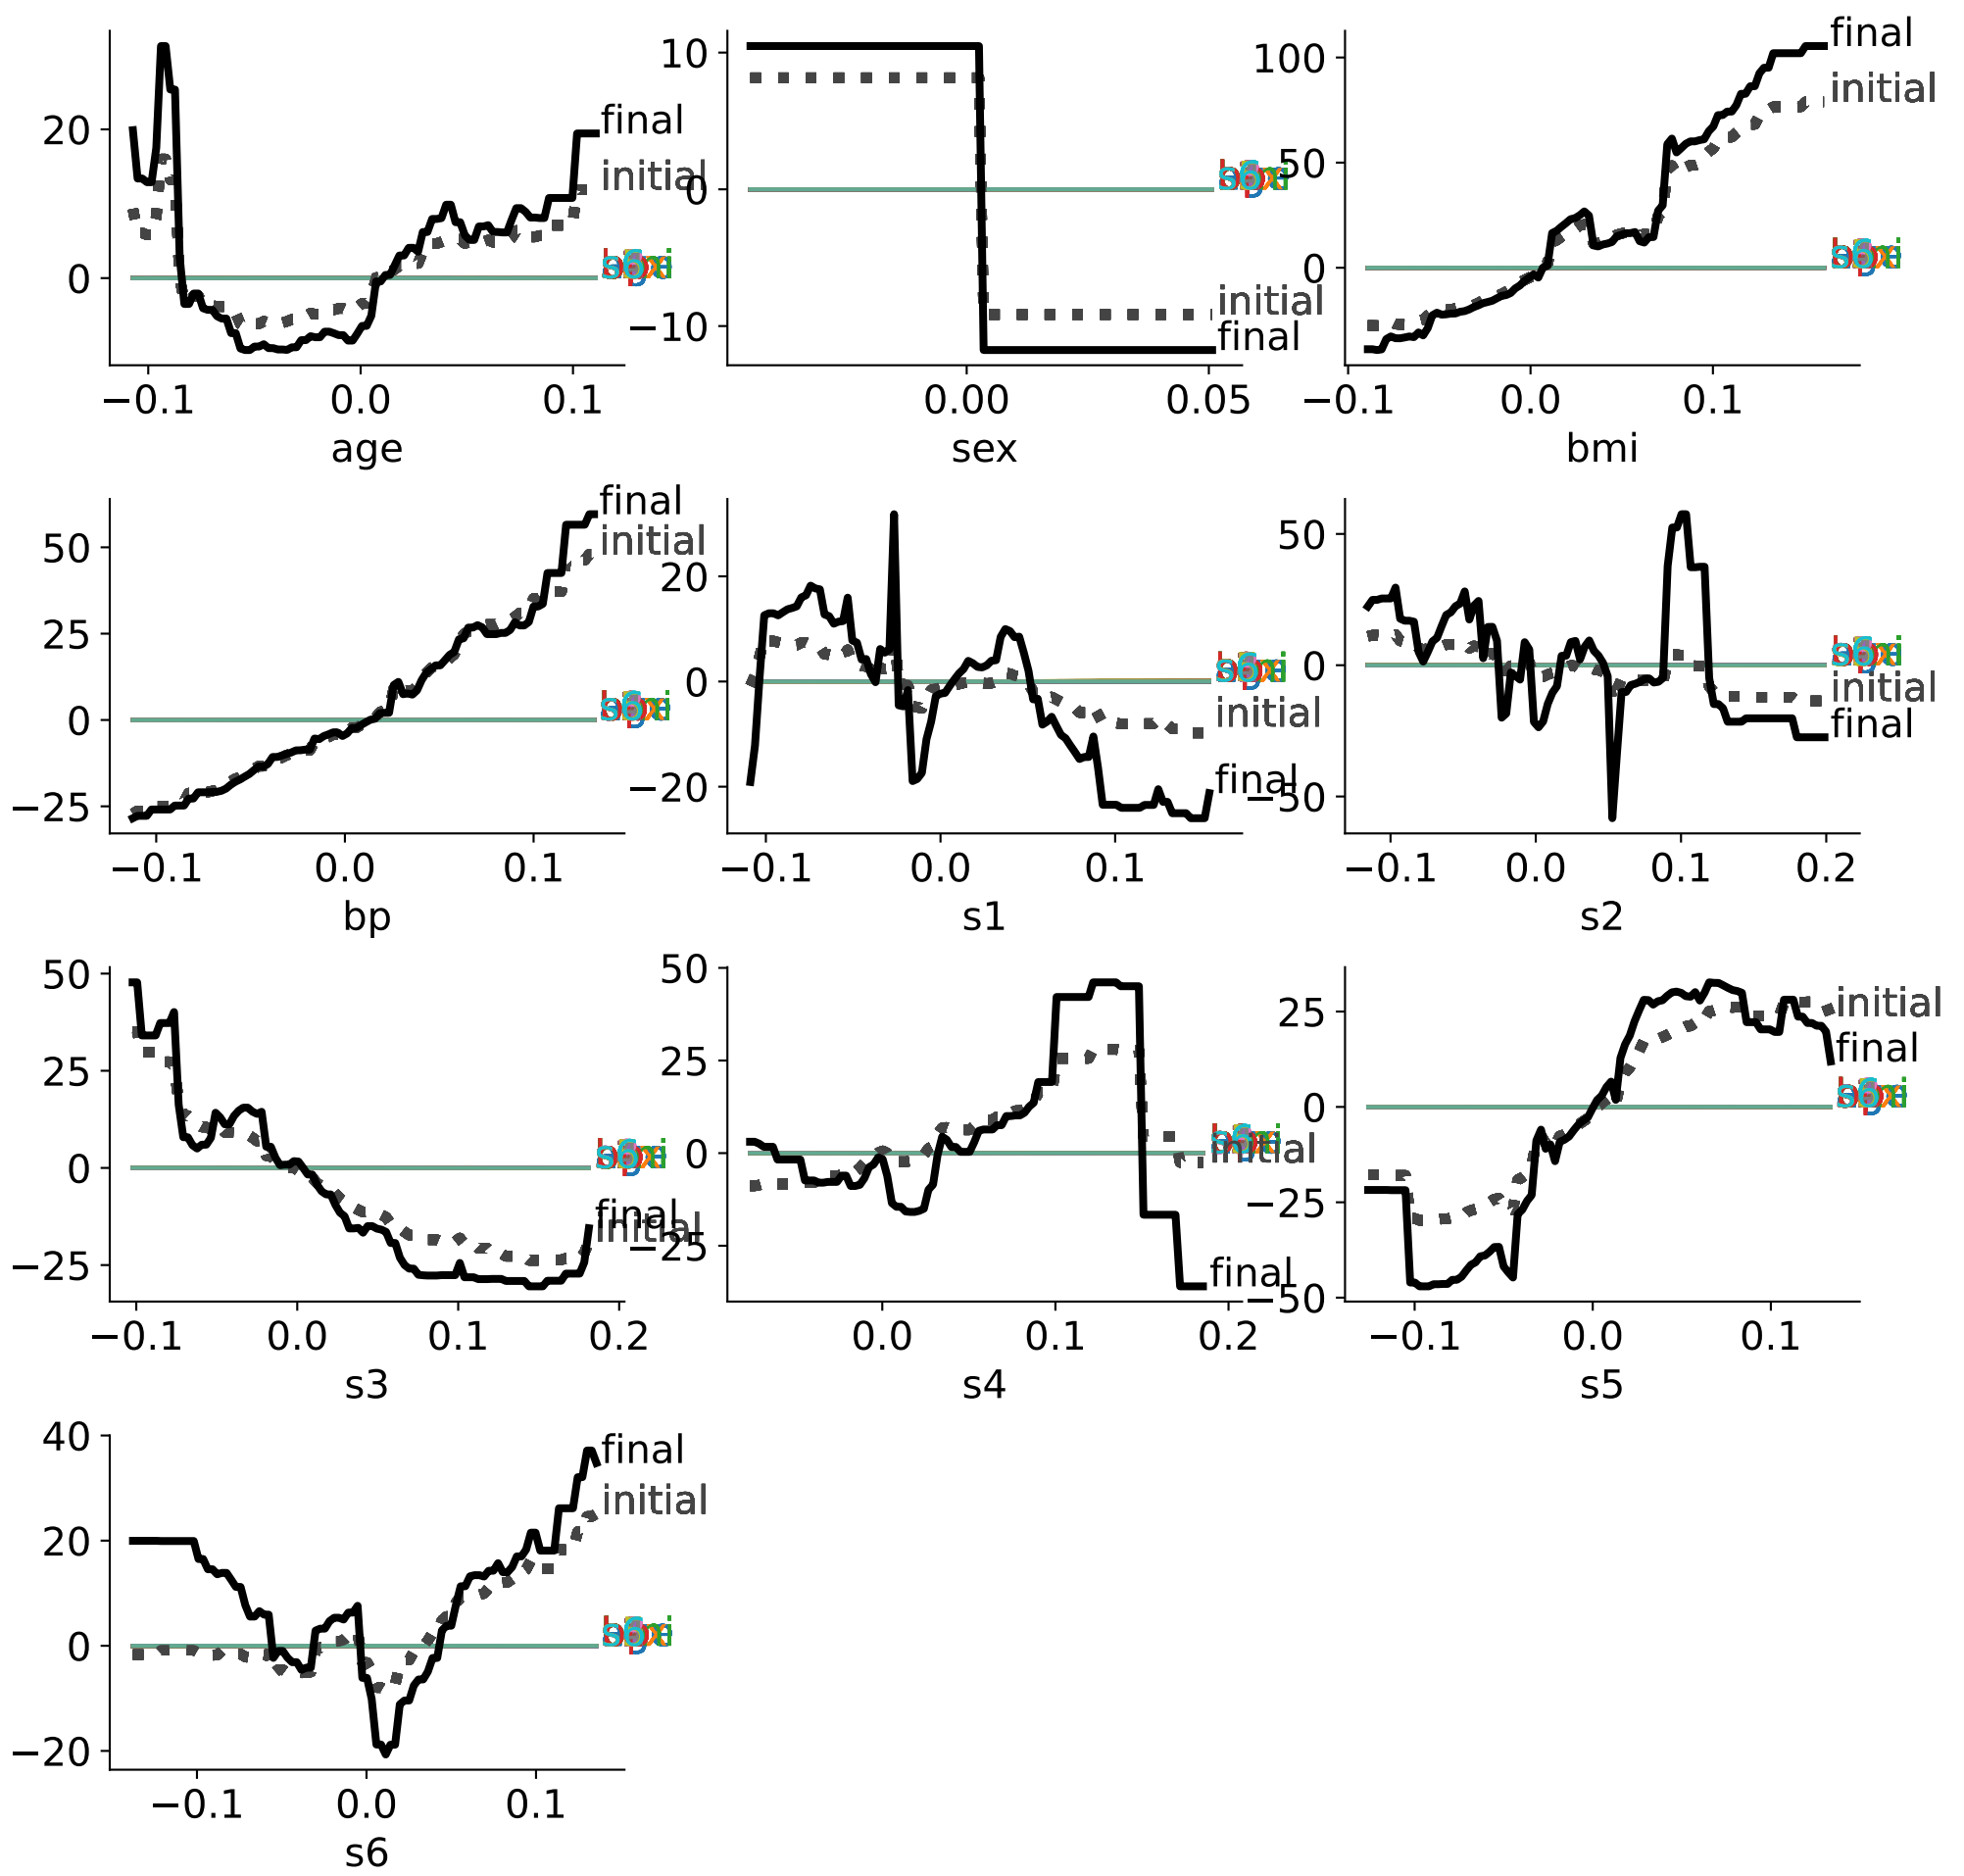 20
0
−0.1 0.0 0.1
age
final
initial
10
0
−10
0.00 0.05
sex
initial
final
100
50
0
−0.1 0.0 0.1
bmi
final
initial
50
25
0
−25
−0.1 0.0 0.1
bp
final
initial
20
0
−20
−0.1 0.0 0.1
s1
initial
final
50
0
−50
−0.1 0.0 0.1 0.2
s2
initial
final
50
25
0
−25
−0.1 0.0 0.1 0.2
s3
final
initial
50
25
0
−25
0.0 0.1 0.2
s4
initial
final
25
0
−25
−50
−0.1 0.0 0.1
s5
initial
final
40
20
0
−20
−0.1 0.0 0.1
s6
final
initial